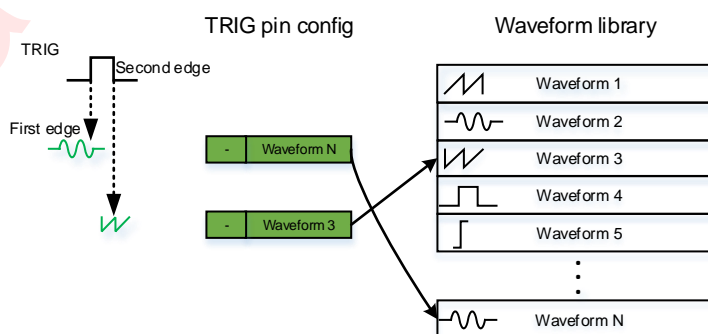 TRIG pin config
Waveform library
TRIG
Second edge
First edge
- Waveform N
- Waveform 3
Waveform 1
Waveform 2
Waveform 3
Waveform 4
Waveform 5
Waveform N